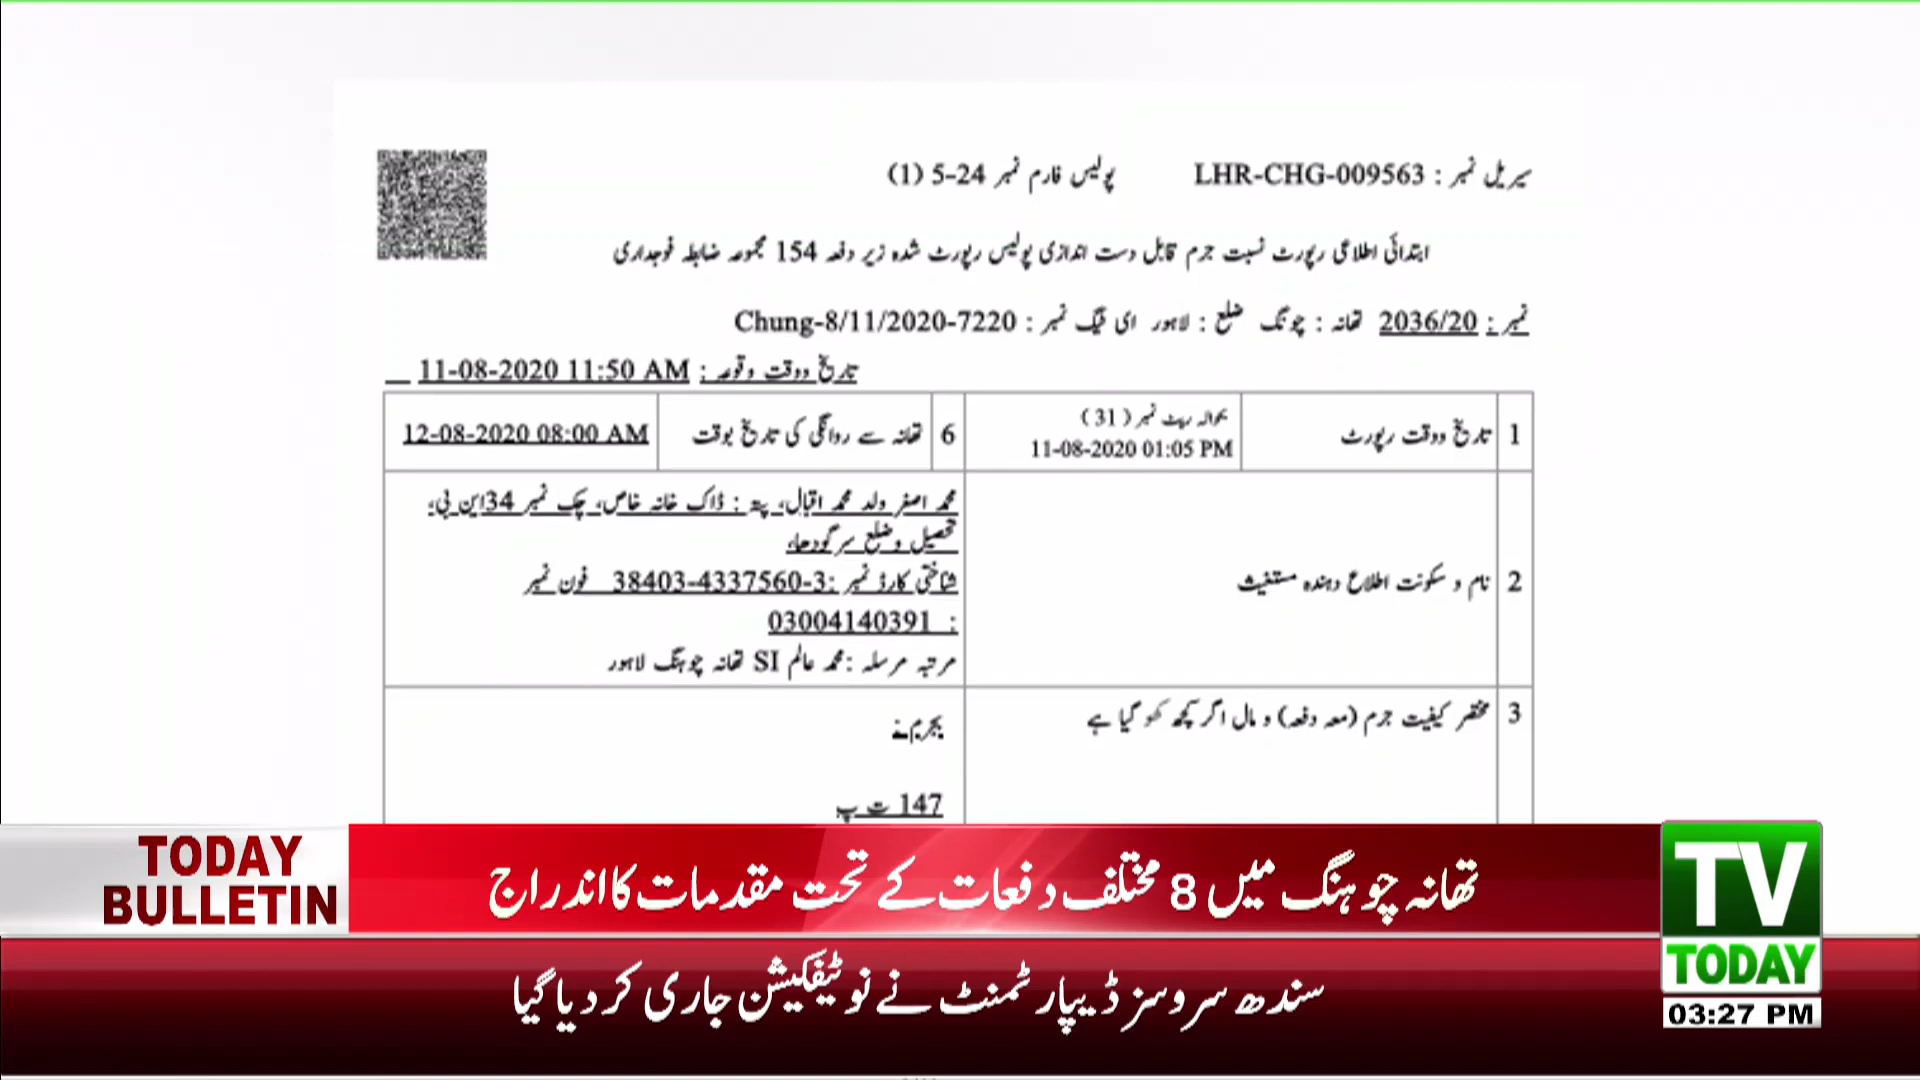 سیریل نمبر : LHR-CHG-009563 پولیس فارم نمبر 24-5 (1)
ابتدائی اطلاعی رپورٹ نسبت جرم قابل دست اندازی پولیس رپورٹ شدہ زیر دفعہ 154 مجموعہ ضابطہ فوجداری
نمبر : 2036/20 تھانہ : چوہنگ ضلع : لاہور ای ٹیگ نمبر : Chung-8/11/2020-7220
تاریخ ووقت وقوعہ : 11-08-2020 11:50 AM
1 تاریخ ووقت رپورٹ
بحوالہ رپٹ نمبر ( 31 )
11-08-2020 01:05 PM
6 تھانہ سے روانگی کی تاریخ بوقت
12-08-2020 08:00 AM
2 نام و سکونت اطلاع دہندہ مستغیث
محمد اصغر ولد محمد اقبال، پتہ : ڈاک خانہ خاص، چک نمبر 34این بی،
تحصیل وضلع سرگودھا،
شناختی کارڈ نمبر :3-4337560-38403 فون نمبر
: 03004140391
مرتبہ مرسلہ :محمد عالم SI تھانہ چوہنگ لاہور
3 مختصر کیفیت جرم (معہ دفعہ) و مال اگر کچھ کھو گیا ہے
بجرم:-
147 ت پ
TODAY
BULLETIN
تھانہ چوہنگ میں 8 مختلف دفعات کے تحت مقدمات کا اندراج
سندھ سروسز ڈیپارٹمنٹ نے نوٹیفکیشن جاری کر دیا گیا
TV
TODAY
03:27 PM